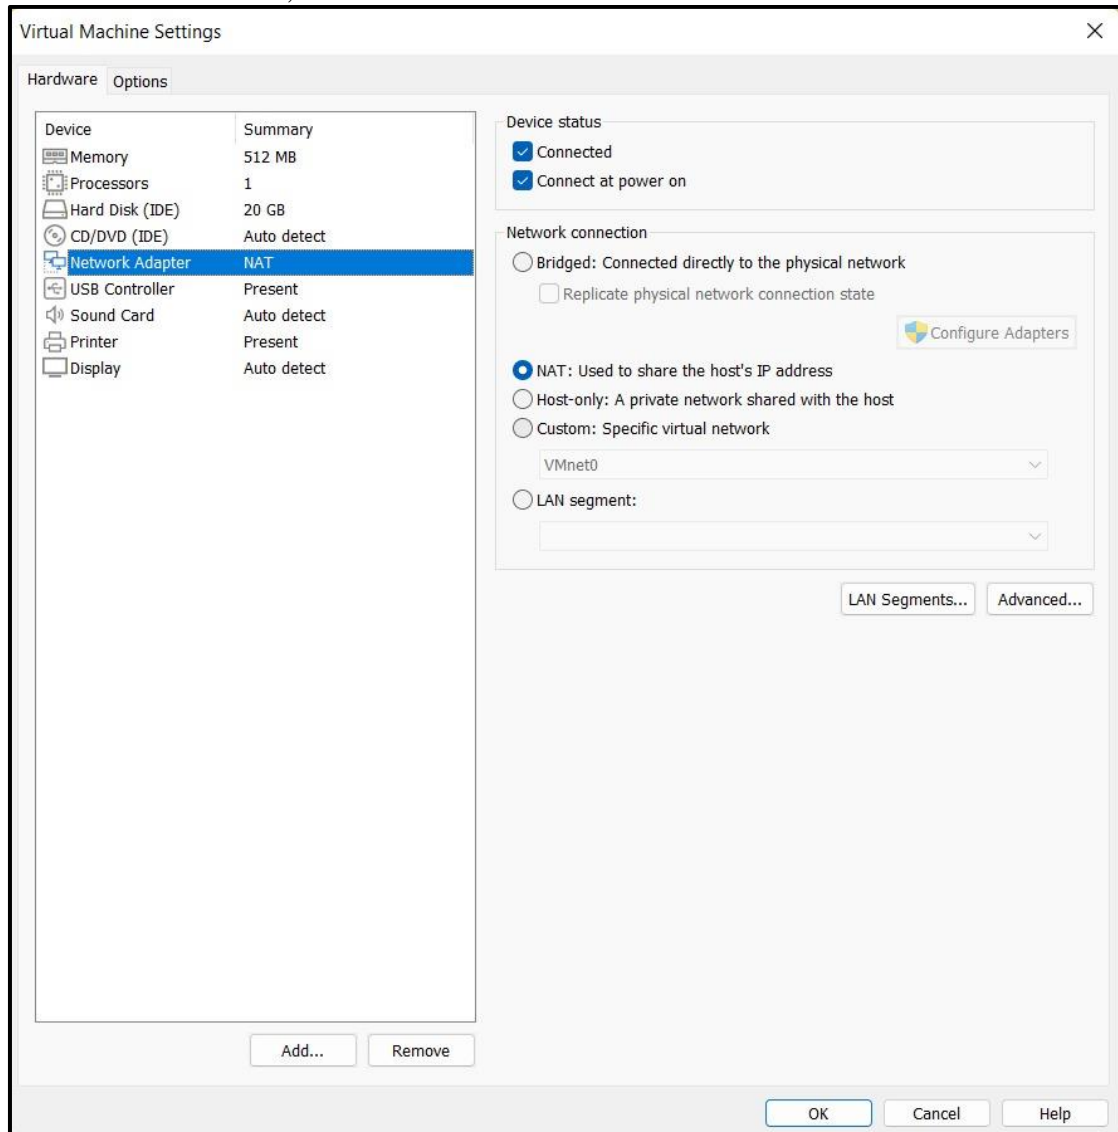 Virtual Machine Settings
Hardware Options
Device Summary
Memory 512 MB
Processors 1
Hard Disk (IDE) 20 GB
CD/DVD (IDE) Auto detect
Network Adapter NAT
USB Controller Present
Sound Card Auto detect
Printer Present
Display Auto detect
Add... Remove
Device status
Connected
Connect at power on
Network connection
Bridged: Connected directly to the physical network
Replicate physical network connection state
Configure Adapters
NAT: Used to share the host's IP address
Host-only: A private network shared with the host
Custom: Specific virtual network
VMnet0
LAN segment:
LAN Segments... Advanced...
OK Cancel Help